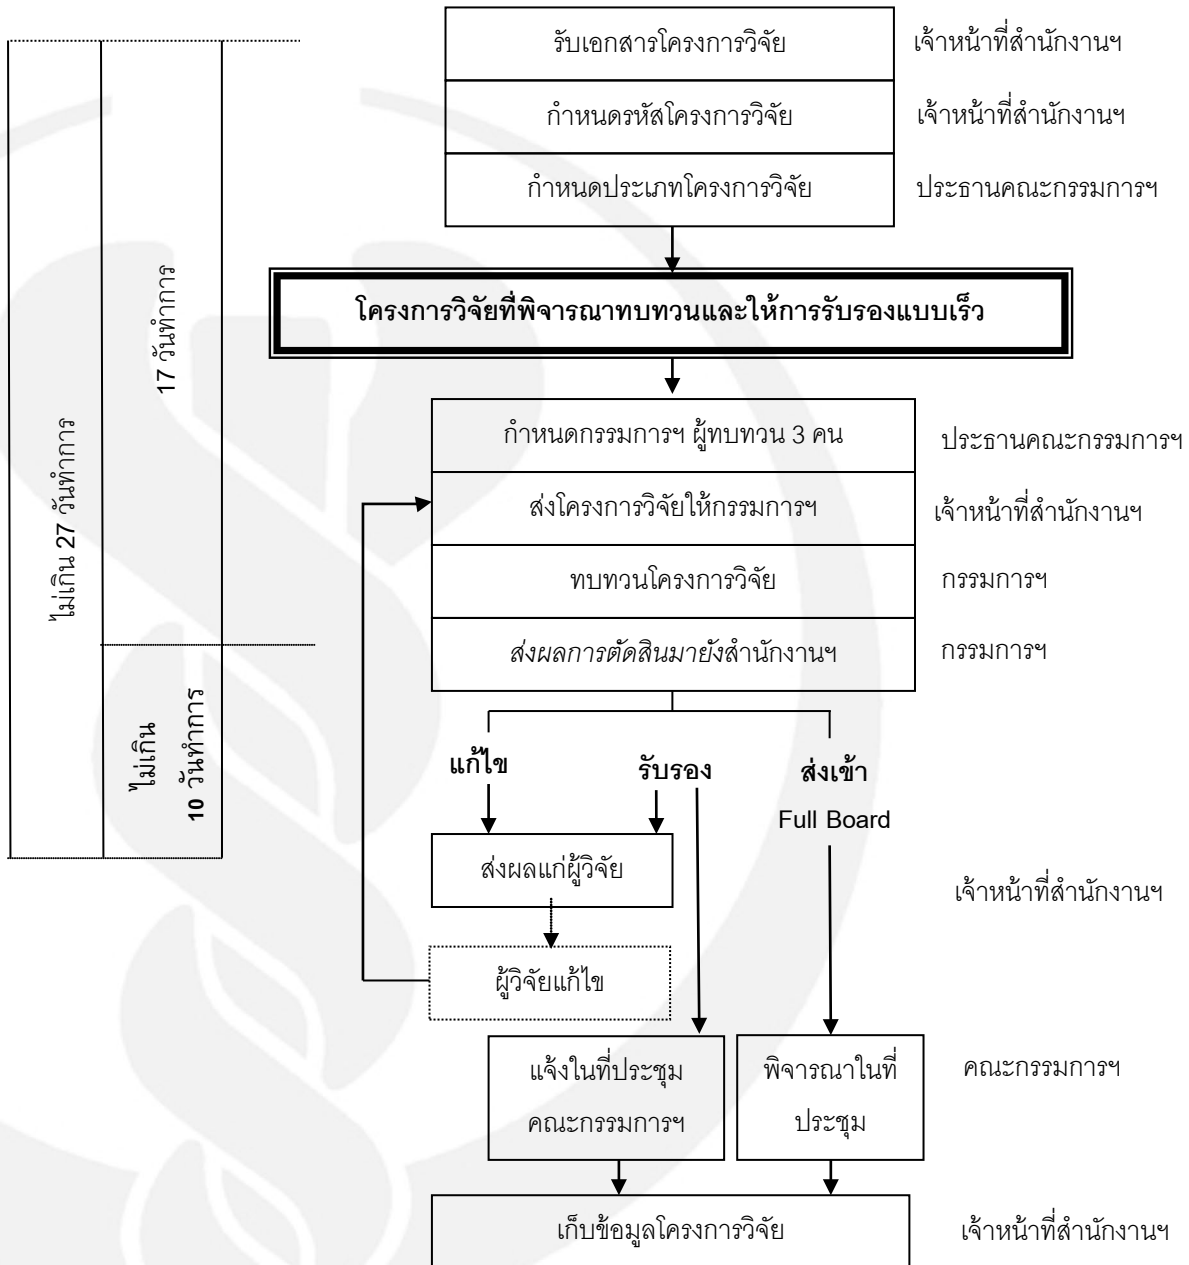 รับเอกสารโครงการวิจัย
เจ้าหน้าที่สำนักงานฯ
กำหนดรหัสโครงการวิจัย
เจ้าหน้าที่สำนักงานฯ
กำหนดประเภทโครงการวิจัย
ประธานคณะกรรมการฯ
โครงการวิจัยที่พิจารณาทบทวนและให้การรับรองแบบเร็ว
ไม่เกิน 27 วันทำการ
17 วันทำการ
กำหนดกรรมการฯ ผู้ทบทวน 3 คน
ประธานคณะกรรมการฯ
ส่งโครงการวิจัยให้กรรมการฯ
เจ้าหน้าที่สำนักงานฯ
ทบทวนโครงการวิจัย
กรรมการฯ
ส่งผลการตัดสินมายังสำนักงานฯ
กรรมการฯ
ไม่เกิน
10 วันทำการ
แก้ไข
รับรอง
ส่งเข้า
Full Board
ส่งผลแก่ผู้วิจัย
เจ้าหน้าที่สำนักงานฯ
ผู้วิจัยแก้ไข
แจ้งในที่ประชุม
คณะกรรมการฯ
พิจารณาในที่
ประชุม
คณะกรรมการฯ
เก็บข้อมูลโครงการวิจัย
เจ้าหน้าที่สำนักงานฯ